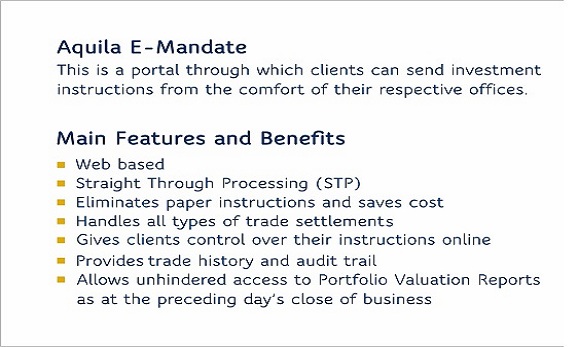 Aquila E-Mandate
This is a portal through which clients can send investment
instructions from the comfort of their respective offices.
Main Features and Benefits
Web based
Straight Through Processing (STP)
Eliminates paper instructions and saves cost
Handles all types of trade settlements
Gives clients control over their instructions online
Provides trade history and audit trail
Allows unhindered access to Portfolio Valuation Reports
as at the preceding day's close of business